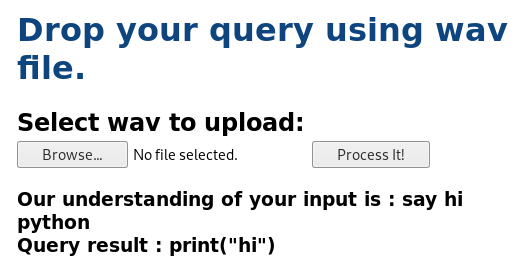 Drop your query using wav
file.
Select wav to upload:
Browse... No file selected. Process It!
Our understanding of your input is : say hi
python
Query result : print("hi")